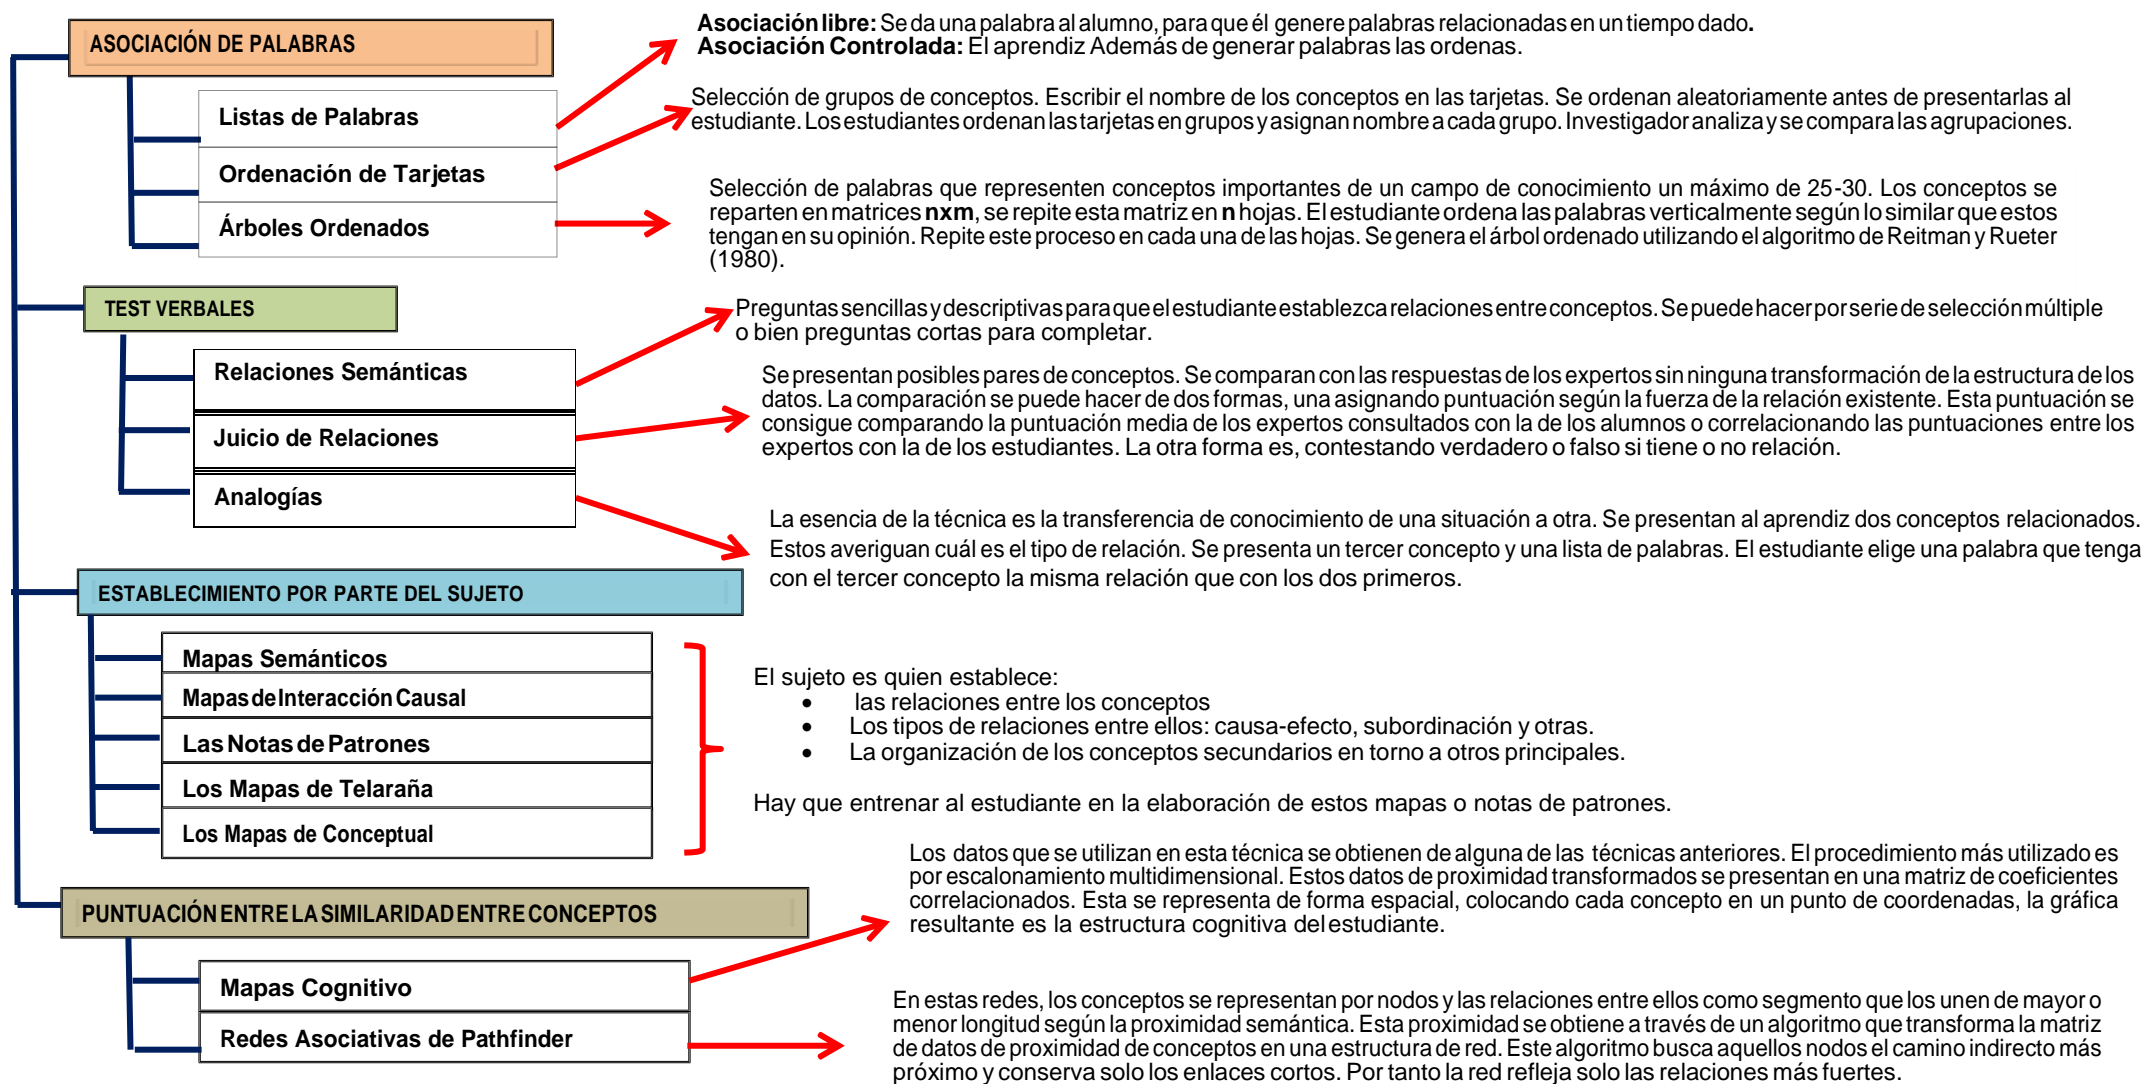 ASOCIACIÓN DE PALABRAS
Asociación libre: Se da una palabra al alumno, para que él genere palabras relacionadas en un tiempo dado.
Asociación Controlada: El aprendiz Además de generar palabras las ordenas.
Listas de Palabras
Selección de grupos de conceptos. Escribir el nombre de los conceptos en las tarjetas. Se ordenan aleatoriamente antes de presentarlas al
estudiante. Los estudiantes ordenan las tarjetas en grupos y asignan nombre a cada grupo. Investigador analiza y se compara las agrupaciones.
Ordenación de Tarjetas
Árboles Ordenados
Selección de palabras que representen conceptos importantes de un campo de conocimiento un máximo de 25-30. Los conceptos se
reparten en matrices nxm, se repite esta matriz en n hojas. El estudiante ordena las palabras verticalmente según lo similar que estos
tengan en su opinión. Repite este proceso en cada una de las hojas. Se genera el árbol ordenado utilizando el algoritmo de Reitman y Rueter
(1980).
TEST VERBALES
Preguntas sencillas y descriptivas para que el estudiante establezca relaciones entre conceptos. Se puede hacer por serie de selección múltiple
o bien preguntas cortas para completar.
Relaciones Semánticas
Se presentan posibles pares de conceptos. Se comparan con las respuestas de los expertos sin ninguna transformación de la estructura de los
datos. La comparación se puede hacer de dos formas, una asignando puntuación según la fuerza de la relación existente. Esta puntuación se
consigue comparando la puntuación media de los expertos consultados con la de los alumnos o correlacionando las puntuaciones entre los
expertos con la de los estudiantes. La otra forma es, contestando verdadero o falso si tiene o no relación.
Juicio de Relaciones
Analogías
La esencia de la técnica es la transferencia de conocimiento de una situación a otra. Se presentan al aprendiz dos conceptos relacionados.
Estos averiguan cuál es el tipo de relación. Se presenta un tercer concepto y una lista de palabras. El estudiante elige una palabra que tenga
con el tercer concepto la misma relación que con los dos primeros.
ESTABLECIMIENTO POR PARTE DEL SUJETO
Mapas Semánticos
Mapas de Interacción Causal
Las Notas de Patrones
Los Mapas de Telaraña
Los Mapas de Conceptual
El sujeto es quien establece:
• las relaciones entre los conceptos
• Los tipos de relaciones entre ellos: causa-efecto, subordinación y otras.
• La organización de los conceptos secundarios en torno a otros principales.
Hay que entrenar al estudiante en la elaboración de estos mapas o notas de patrones.
PUNTUACIÓN ENTRE LA SIMILARIDAD ENTRE CONCEPTOS
Los datos que se utilizan en esta técnica se obtienen de alguna de las técnicas anteriores. El procedimiento más utilizado es
por escalonamiento multidimensional. Estos datos de proximidad transformados se presentan en una matriz de coeficientes
correlacionados. Esta se representa de forma espacial, colocando cada concepto en un punto de coordenadas, la gráfica
resultante es la estructura cognitiva del estudiante.
Mapas Cognitivo
Redes Asociativas de Pathfinder
En estas redes, los conceptos se representan por nodos y las relaciones entre ellos como segmento que los unen de mayor o
menor longitud según la proximidad semántica. Esta proximidad se obtiene a través de un algoritmo que transforma la matriz
de datos de proximidad de conceptos en una estructura de red. Este algoritmo busca aquellos nodos el camino indirecto más
próximo y conserva solo los enlaces cortos. Por tanto la red refleja solo las relaciones más fuertes.